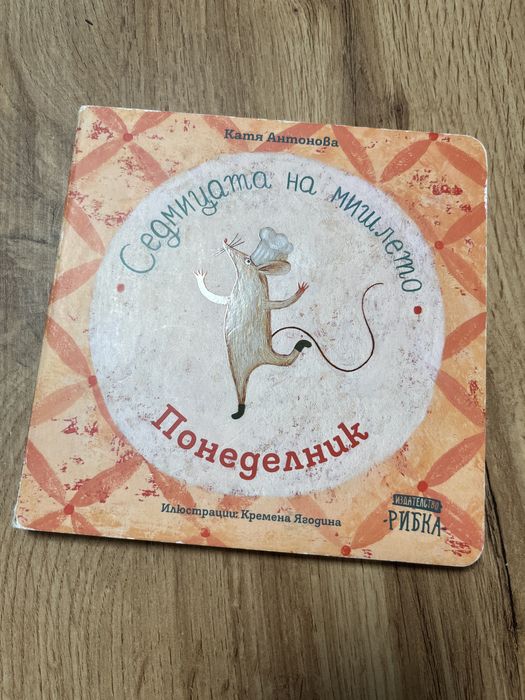 Катя Антонова
Седмицата на мишлето
Понеделник
Илюстрации: Кремена Ягодина
ИЗДАТЕЛСТВО
РИБКА